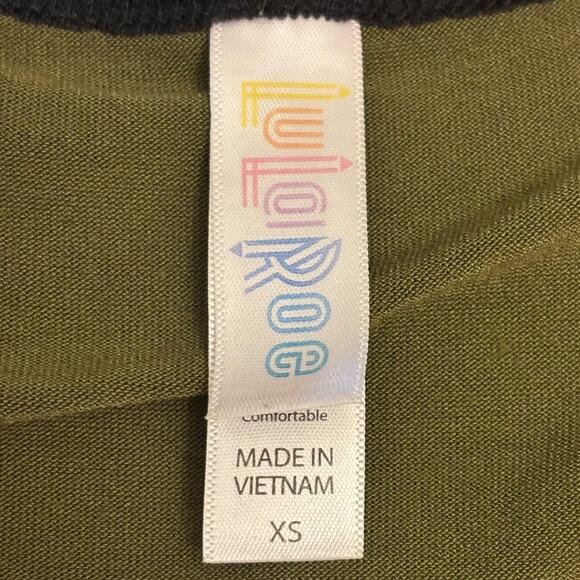 LuLaRoe
Comfortable
MADE IN
VIETNAM
XS